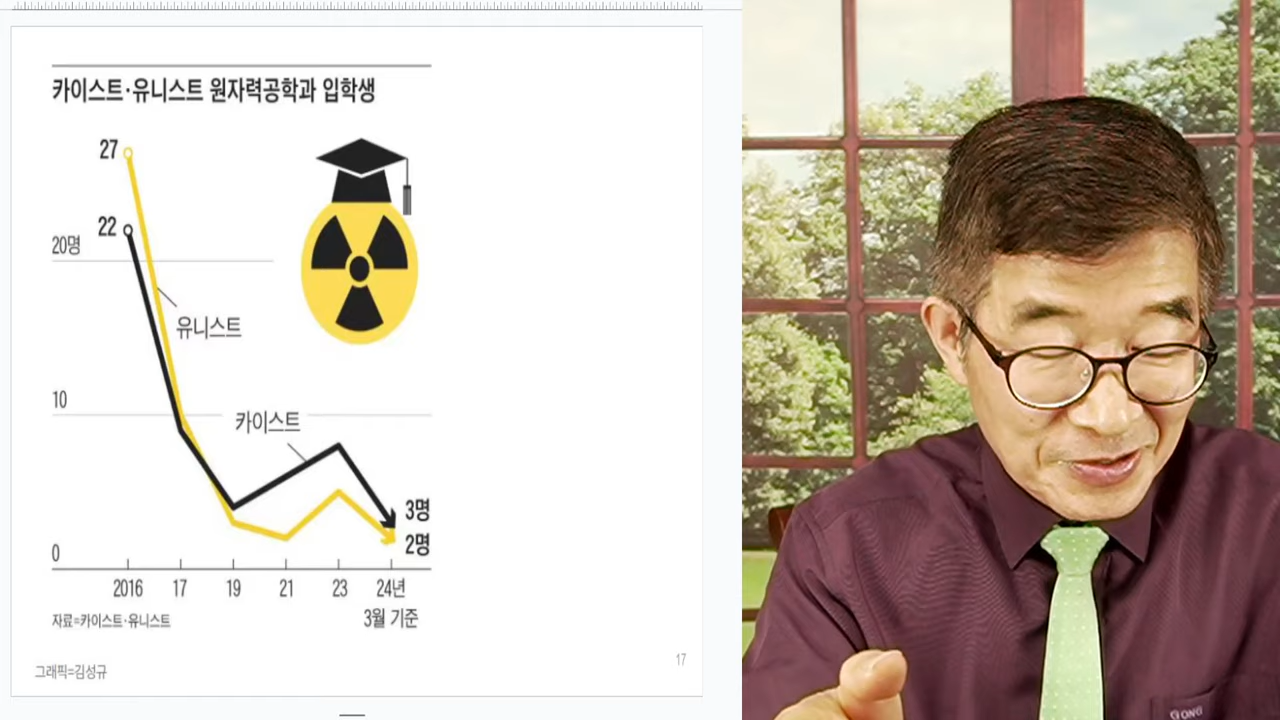 카이스트·유니스트 원자력공학과 입학생
27
22
20명
유니스트
10
카이스트
3명
2명
0
2016 17 19 21 23 24년
3월 기준
자료=카이스트·유니스트
그래픽=김성규
17
GONG